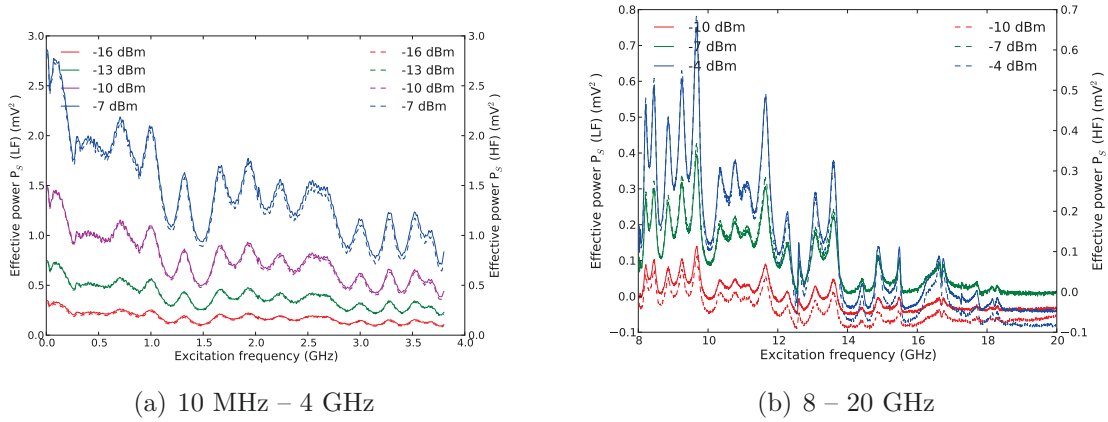 3.0
2.5
2.0
1.5
1.0
0.5
0.0
Effective power P_S (LF) (mV²)
-16 dBm
-13 dBm
-10 dBm
-7 dBm
-16 dBm
-13 dBm
-10 dBm
-7 dBm
3.0
2.5
2.0
1.5
1.0
0.5
0.0
Effective power P_S (HF) (mV²)
0.0 0.5 1.0 1.5 2.0 2.5 3.0 3.5 4.0
Excitation frequency (GHz)
(a) 10 MHz – 4 GHz
0.8
0.7
0.6
0.5
0.4
0.3
0.2
0.1
0.0
−0.1
Effective power P_S (LF) (mV²)
-10 dBm
-7 dBm
-4 dBm
-10 dBm
-7 dBm
-4 dBm
0.7
0.6
0.5
0.4
0.3
0.2
0.1
0.0
−0.1
Effective power P_S (HF) (mV²)
8 10 12 14 16 18 20
Excitation frequency (GHz)
(b) 8 – 20 GHz